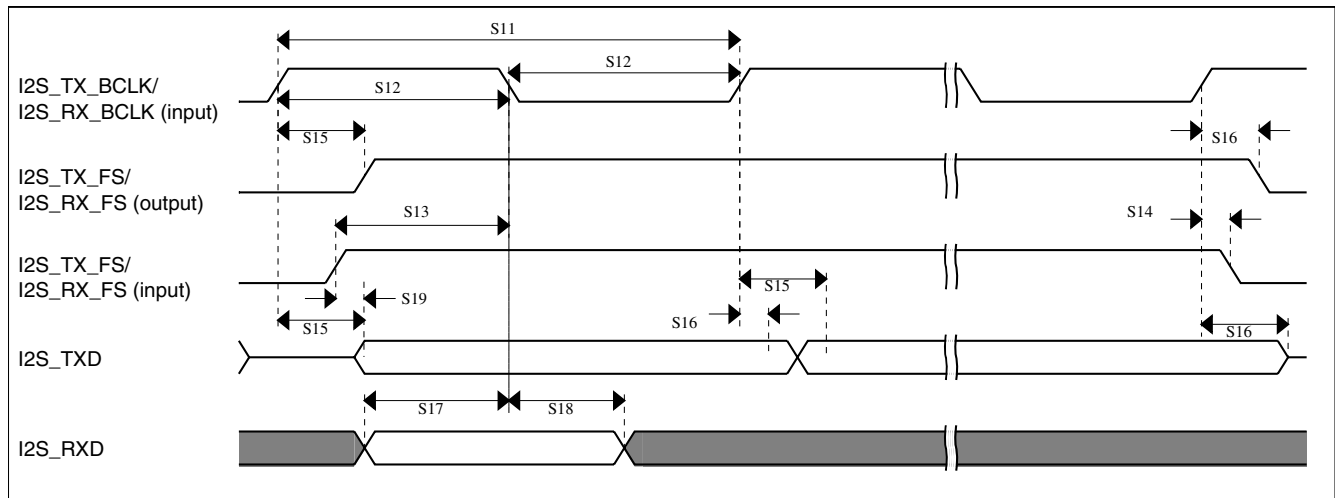 S11
I2S_TX_BCLK/
I2S_RX_BCLK (input)
S12
S12
S15
S16
I2S_TX_FS/
I2S_RX_FS (output)
S13
S14
I2S_TX_FS/
I2S_RX_FS (input)
S15
S19
S15
S16
S16
I2S_TXD
S17
S18
I2S_RXD